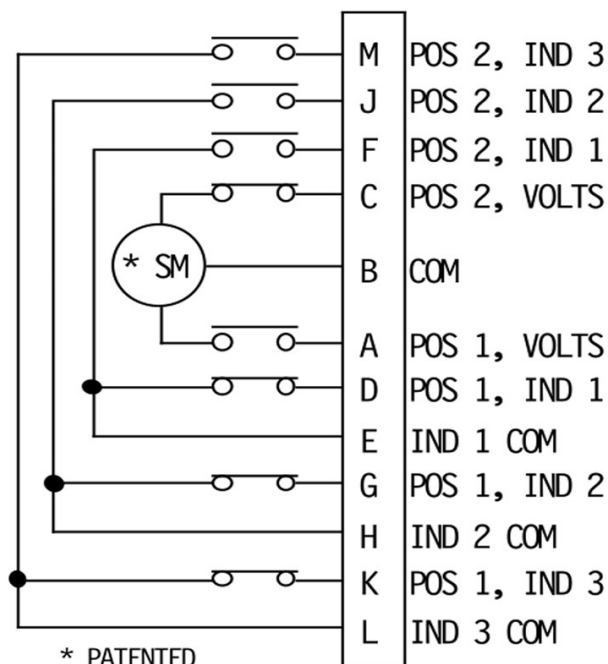 M POS 2, IND 3
J POS 2, IND 2
F POS 2, IND 1
C POS 2, VOLTS
* SM
B COM
A POS 1, VOLTS
D POS 1, IND 1
E IND 1 COM
G POS 1, IND 2
H IND 2 COM
K POS 1, IND 3
L IND 3 COM
* PATENTED